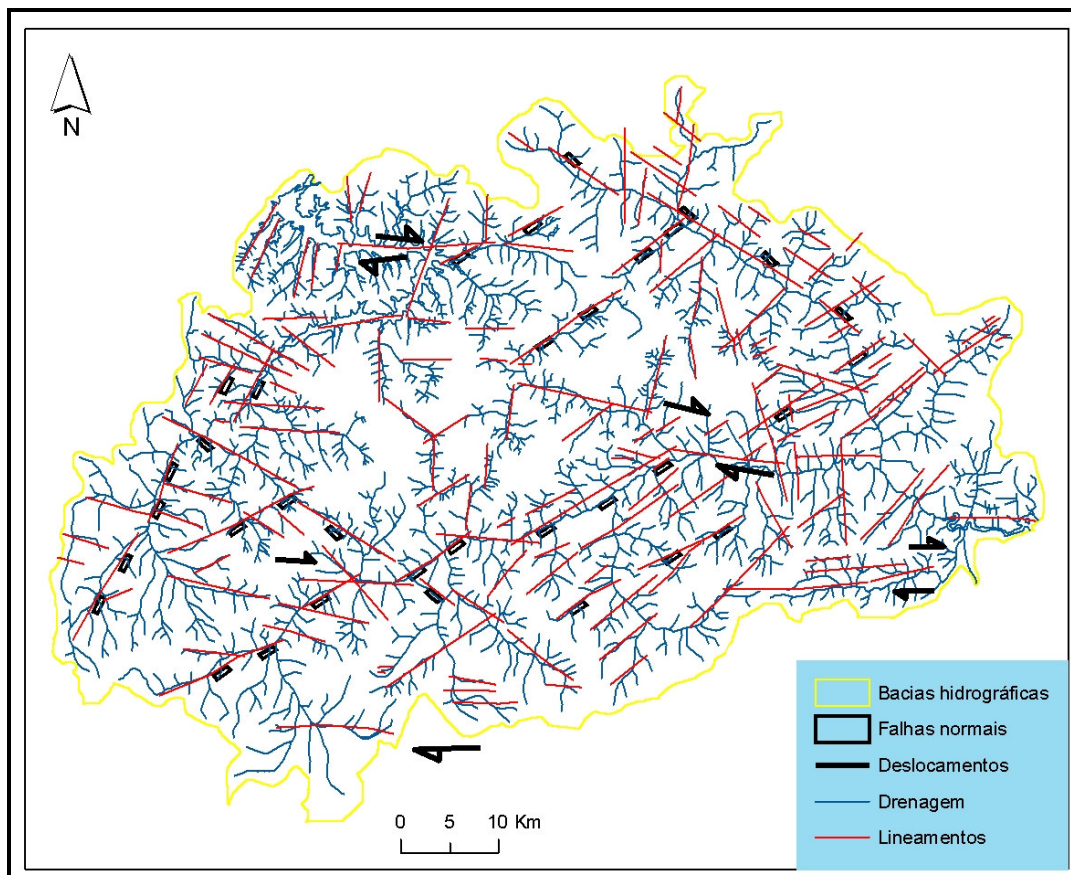 N
0 5 10 Km
Bacias hidrográficas
Falhas normais
Deslocamentos
Drenagem
Lineamentos